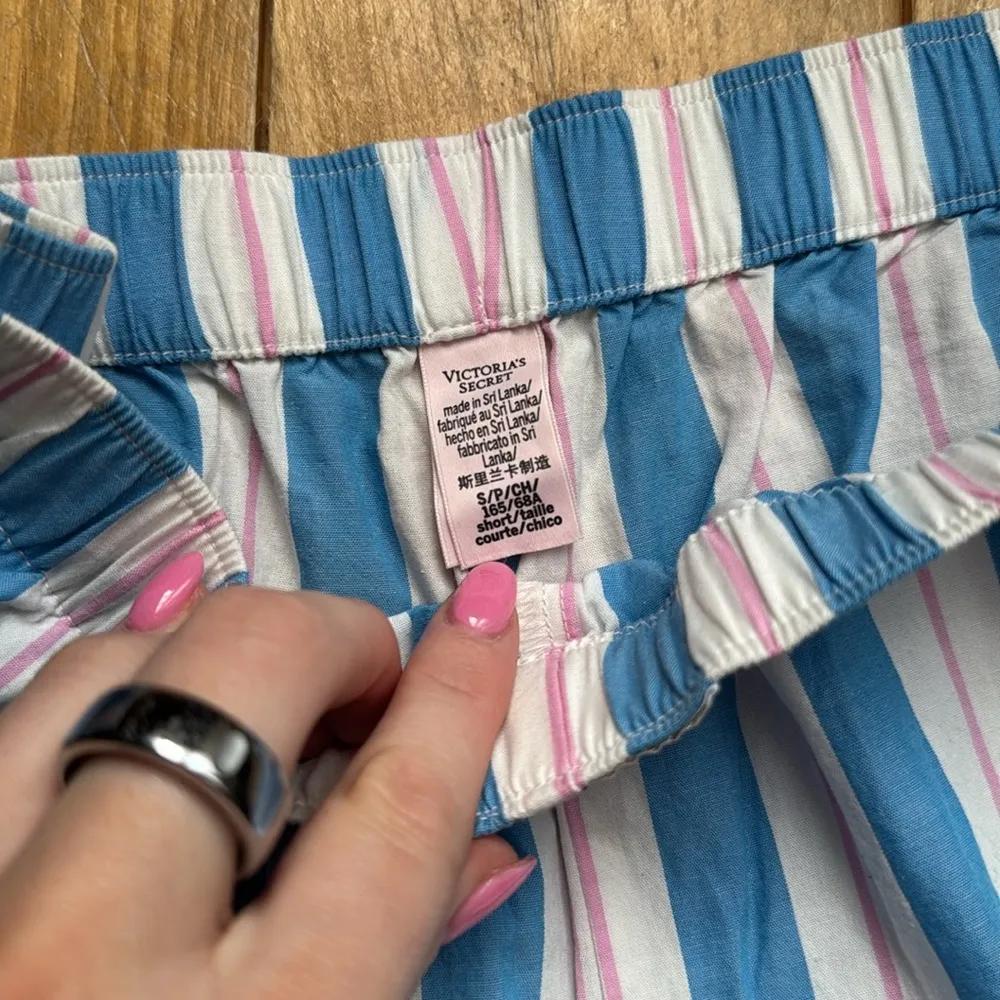 VICTORIA'S
SECRET
made in Sri Lanka/
fabriqué au Sri Lanka/
hecho en Sri Lanka/
fabbricato in Sri
Lanka/
斯里兰卡制造
S/P/CH/
165/68A
short/taille
courte/chico